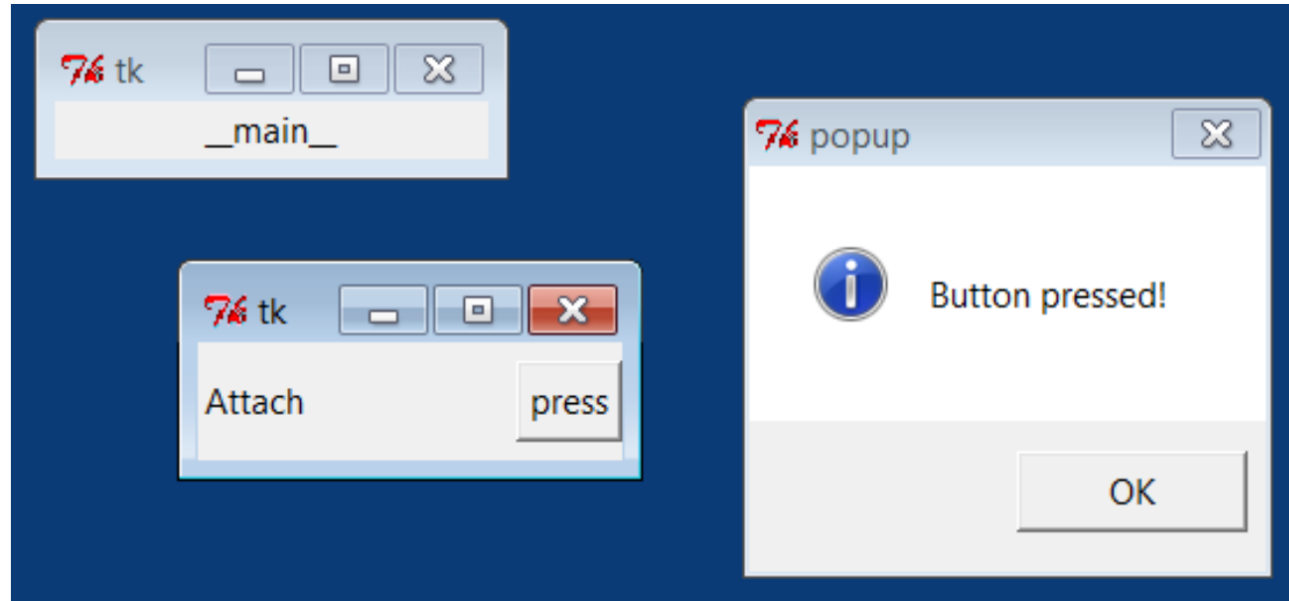 tk
__main__
tk
Attach
press
popup
Button pressed!
OK